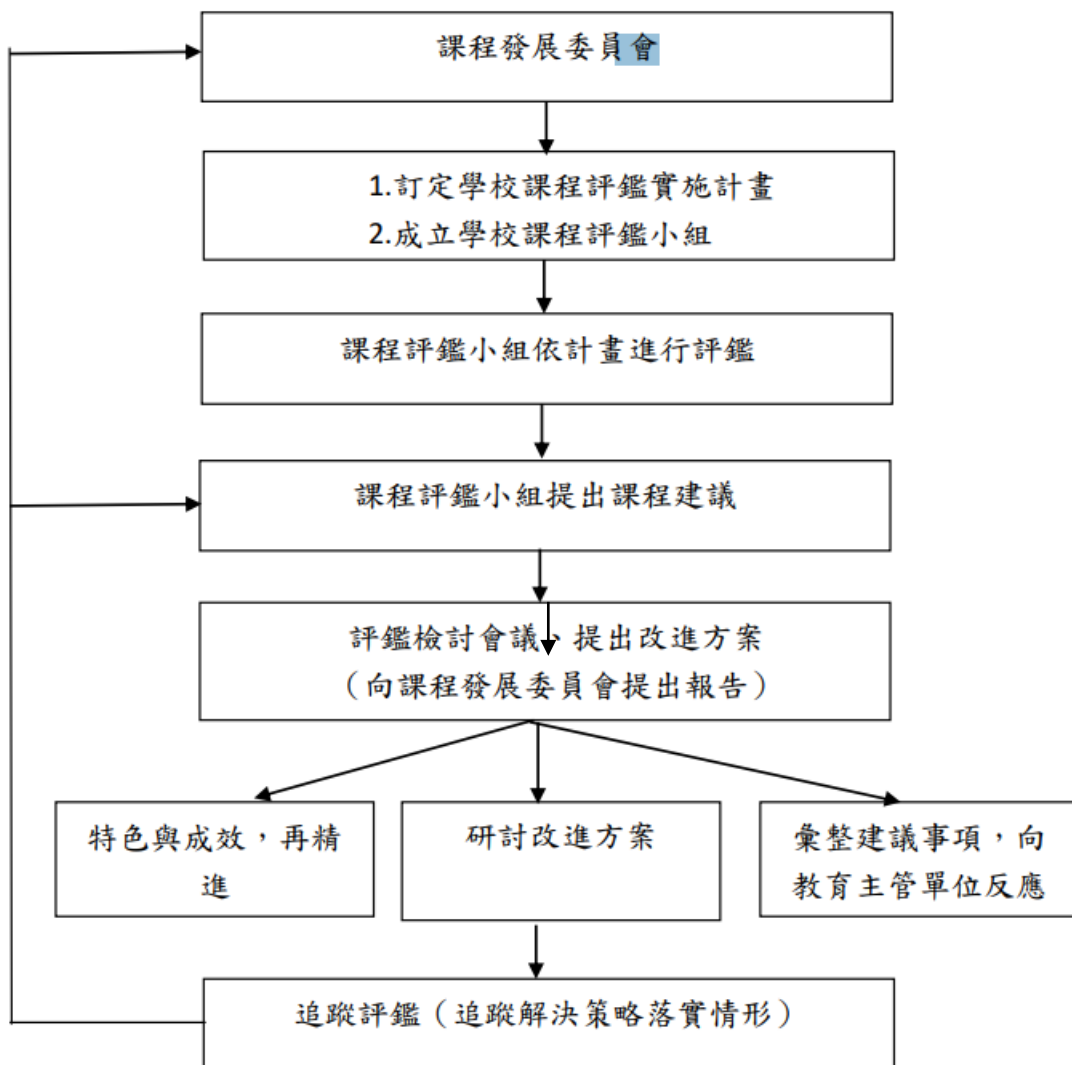 課程發展委員會
1.訂定學校課程評鑑實施計畫
2.成立學校課程評鑑小組
課程評鑑小組依計畫進行評鑑
課程評鑑小組提出課程建議
評鑑檢討會議、提出改進方案
（向課程發展委員會提出報告）
特色與成效，再精
進
研討改進方案
彙整建議事項，向
教育主管單位反應
追蹤評鑑（追蹤解決策略落實情形）